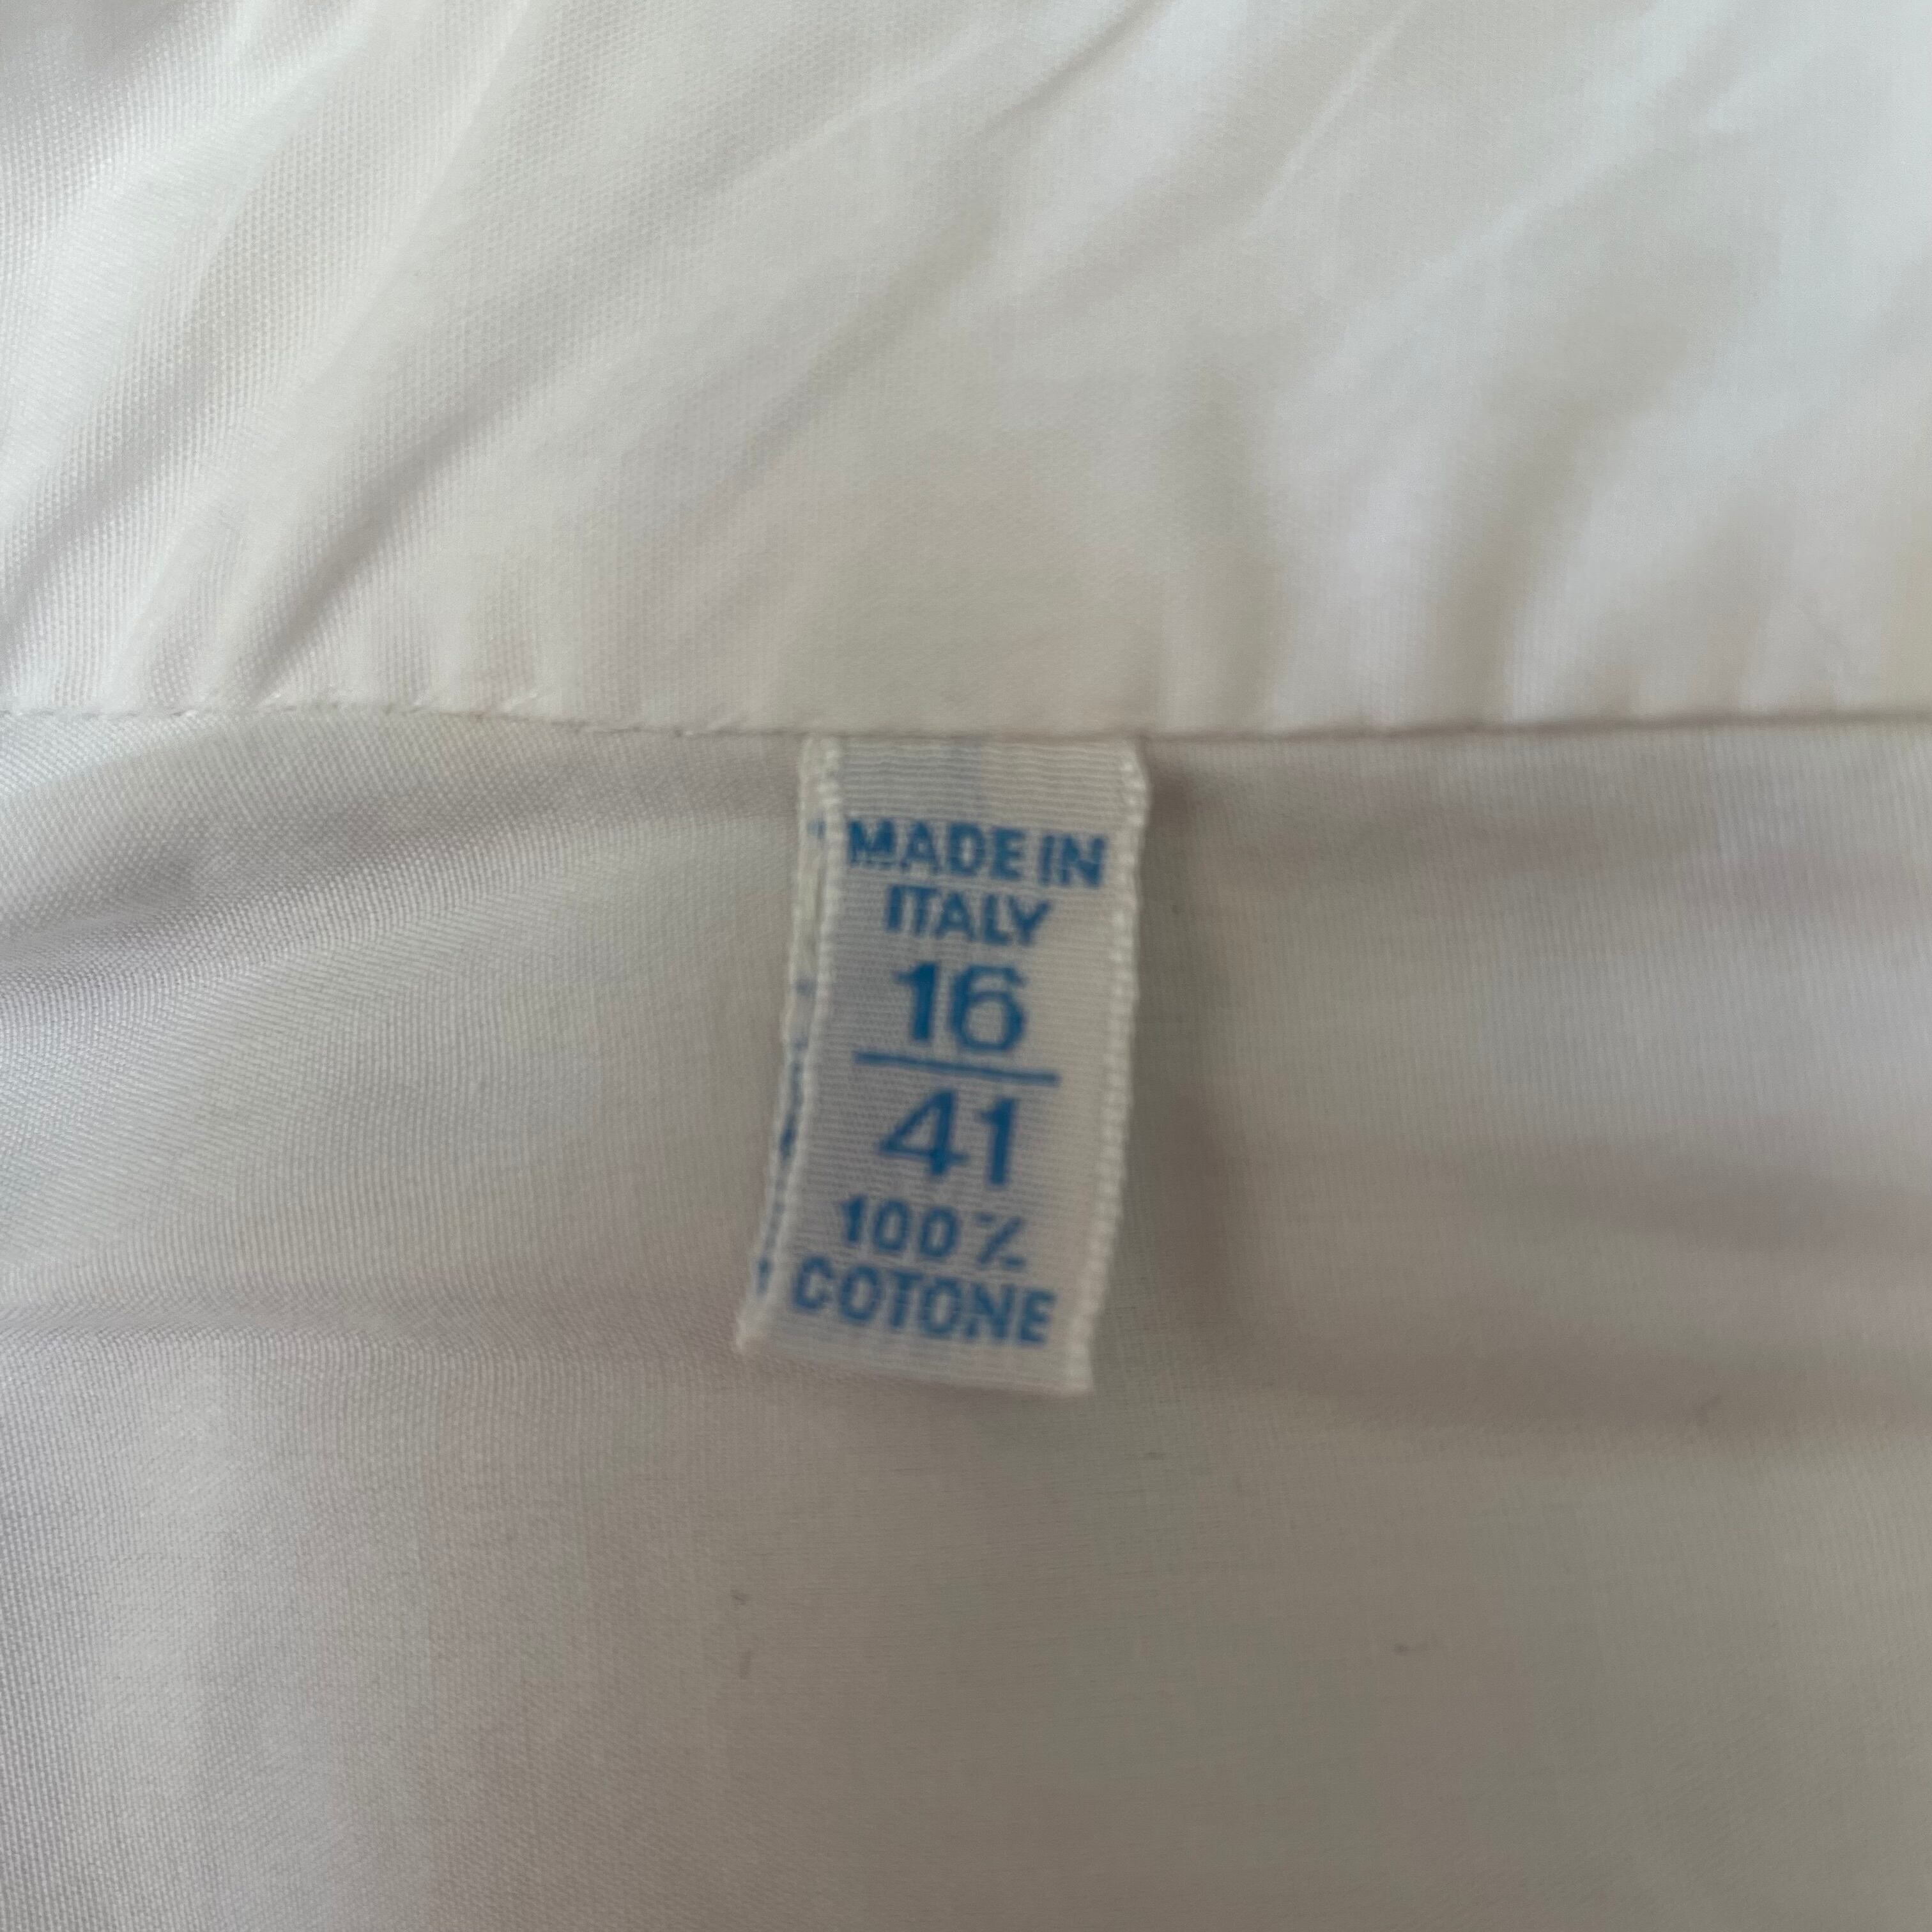 MADE IN
ITALY
16
41
100%
COTONE